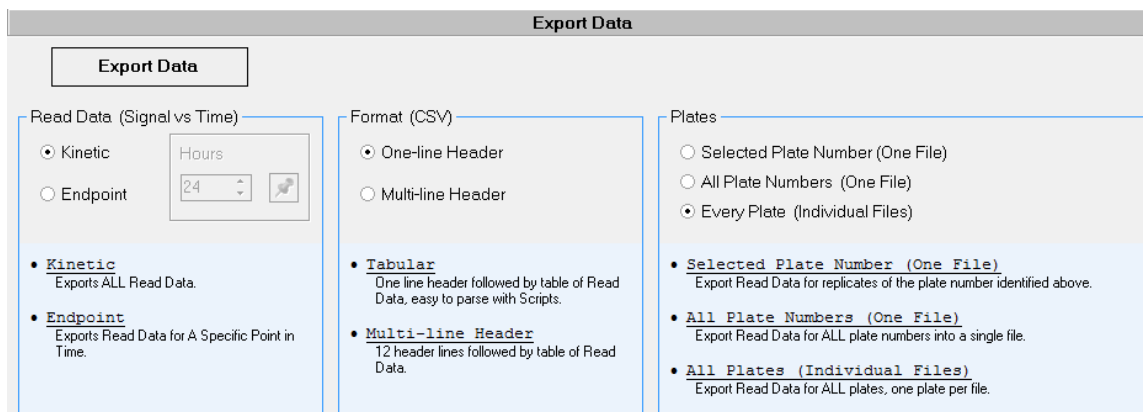 Export Data
Export Data
Read Data (Signal vs Time)
Kinetic
Hours
24
Endpoint
• Kinetic
Exports ALL Read Data.
• Endpoint
Exports Read Data for A Specific Point in
Time.
Format (CSV)
One-line Header
Multi-line Header
• Tabular
One line header followed by table of Read
Data, easy to parse with Scripts.
• Multi-line Header
12 header lines followed by table of Read
Data.
Plates
Selected Plate Number (One File)
All Plate Numbers (One File)
Every Plate (Individual Files)
• Selected Plate Number (One File)
Export Read Data for replicates of the plate number identified above.
• All Plate Numbers (One File)
Export Read Data for ALL plate numbers into a single file.
• All Plates (Individual Files)
Export Read Data for ALL plates, one plate per file.